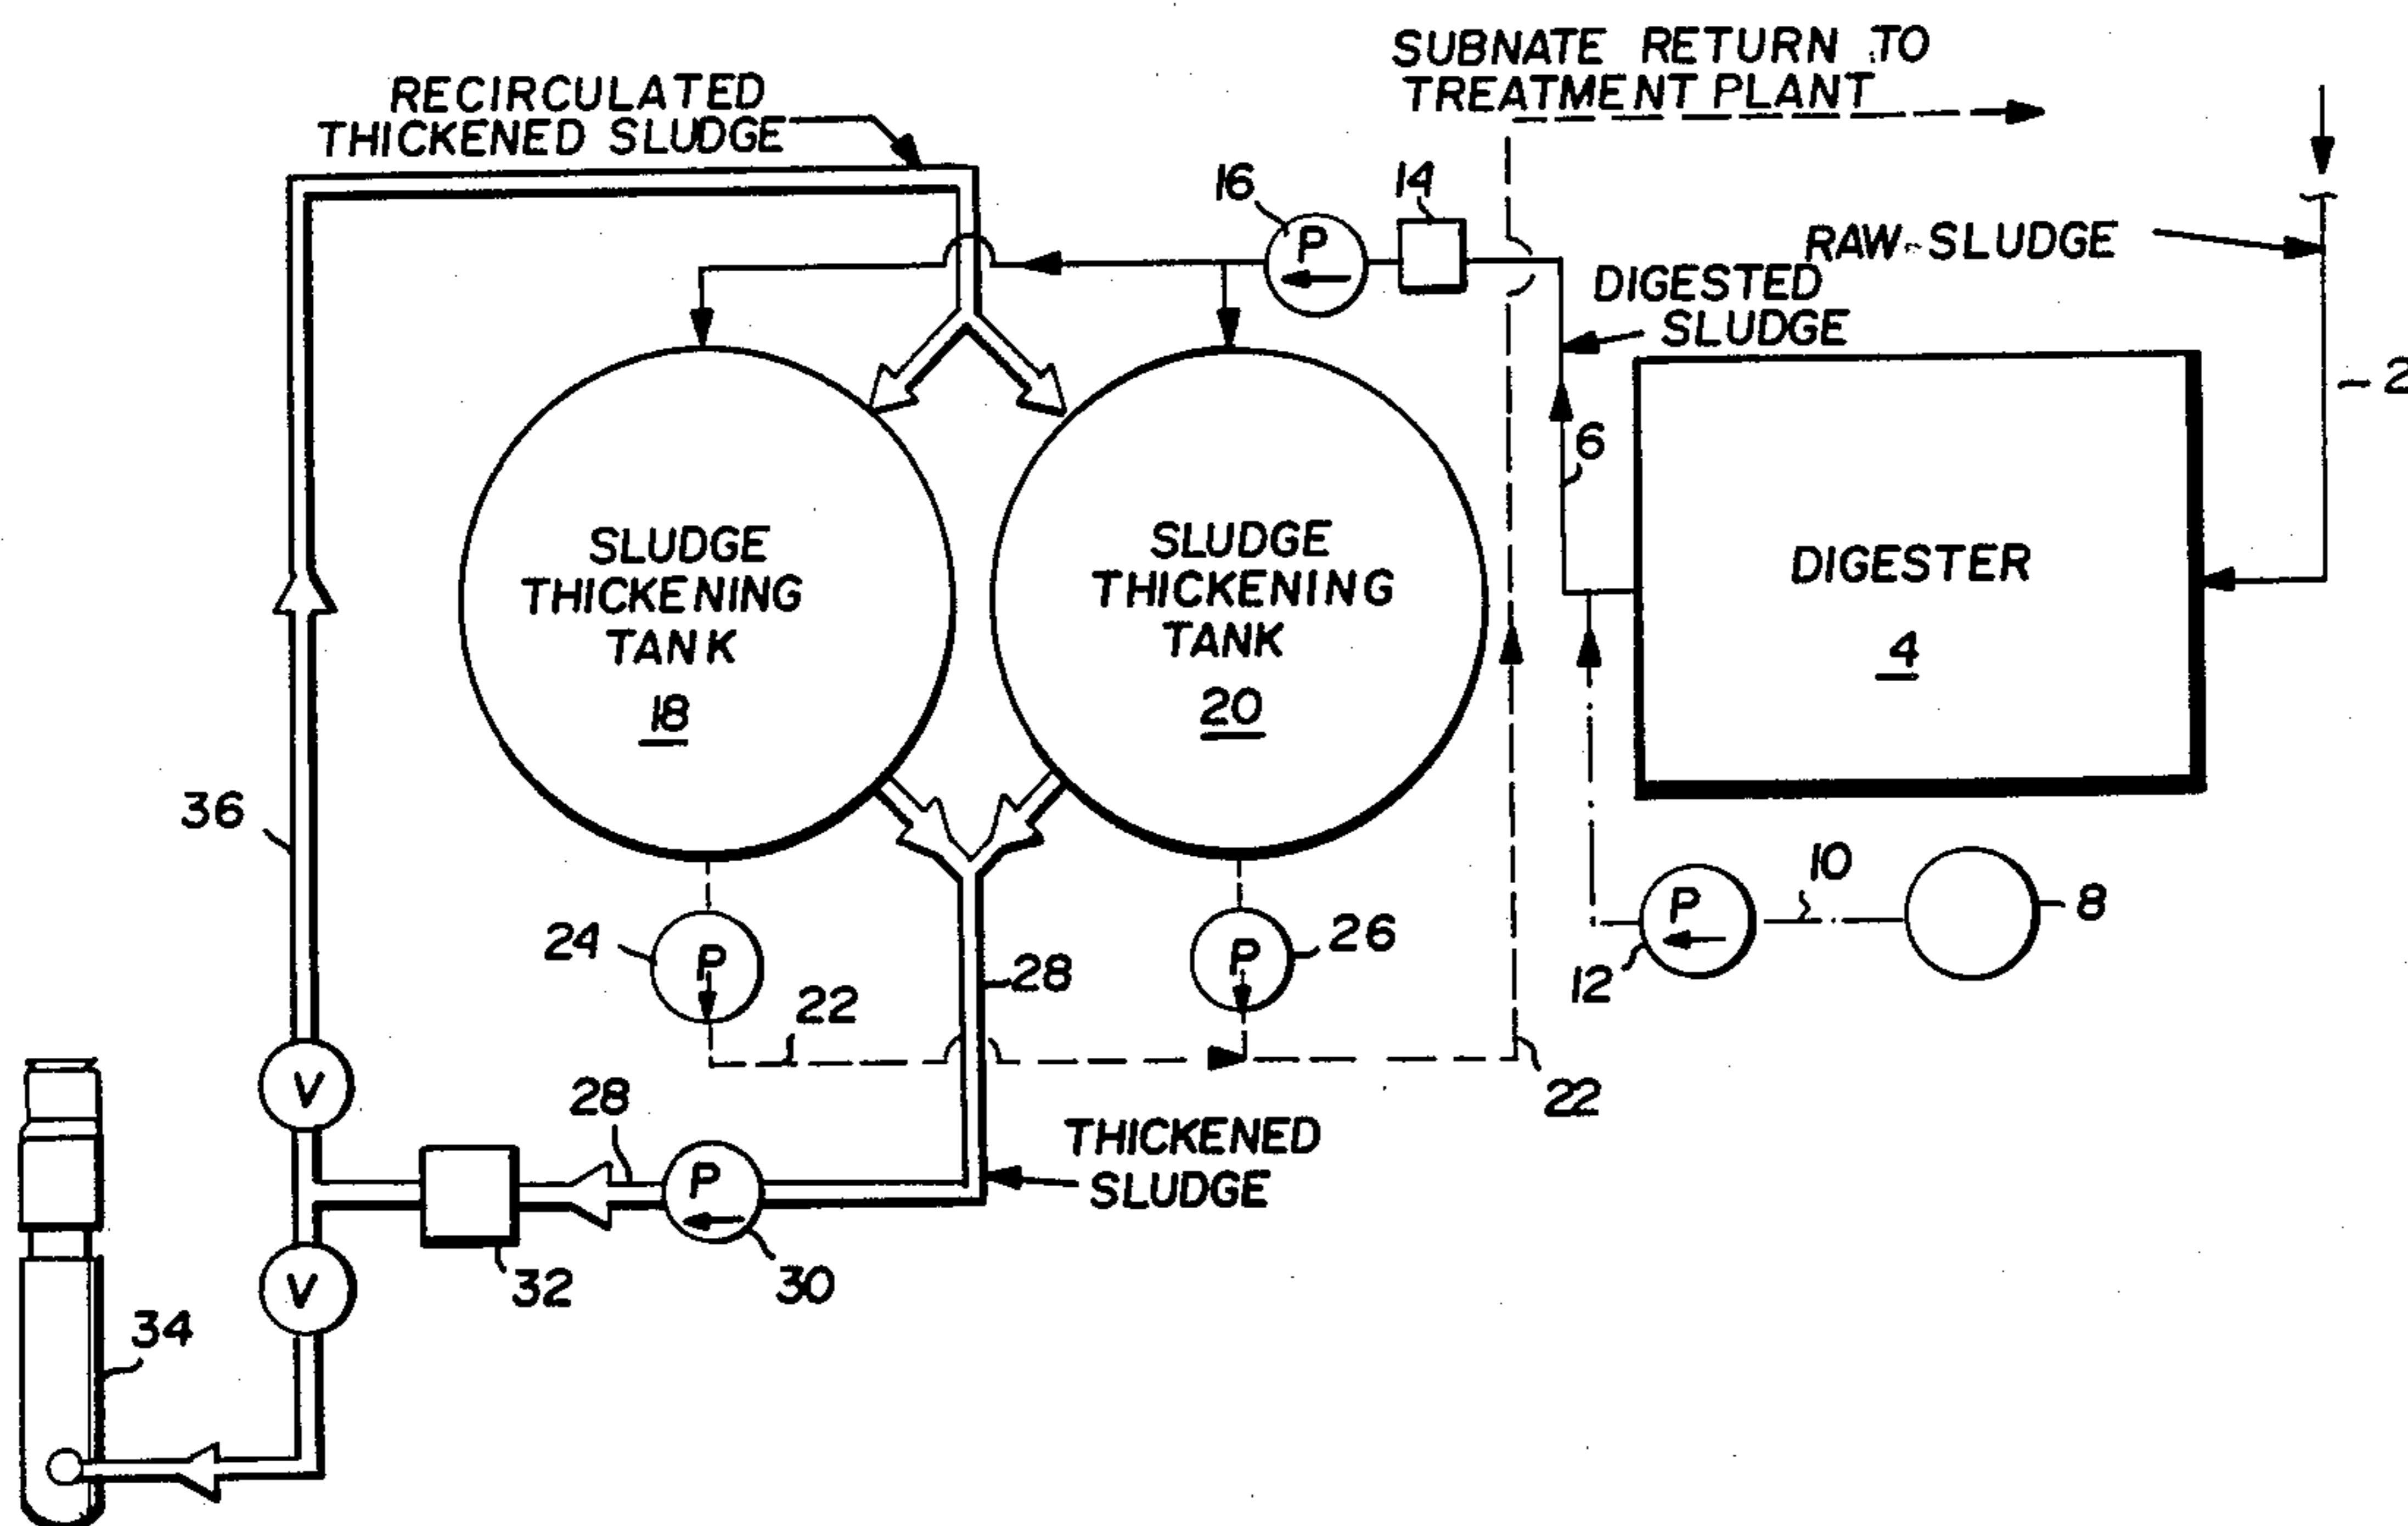 SUBNATE RETURN TO
TREATMENT PLANT
RECIRCULATED
THICKENED SLUDGE
16
14
P
RAW SLUDGE
DIGESTED
SLUDGE
2
6
SLUDGE
THICKENING
TANK
18
SLUDGE
THICKENING
TANK
20
DIGESTER
4
36
10
P
8
12
24
P
P
26
28
22
22
V
28
P
THICKENED
SLUDGE
32
30
V
34